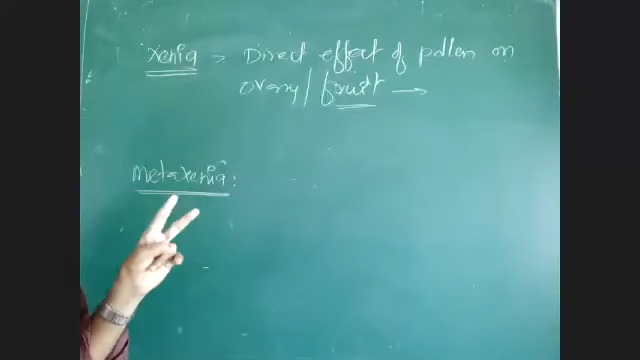 Xenia > Direct effect of pollen on
ovary/ fruit →
Metaxenia :